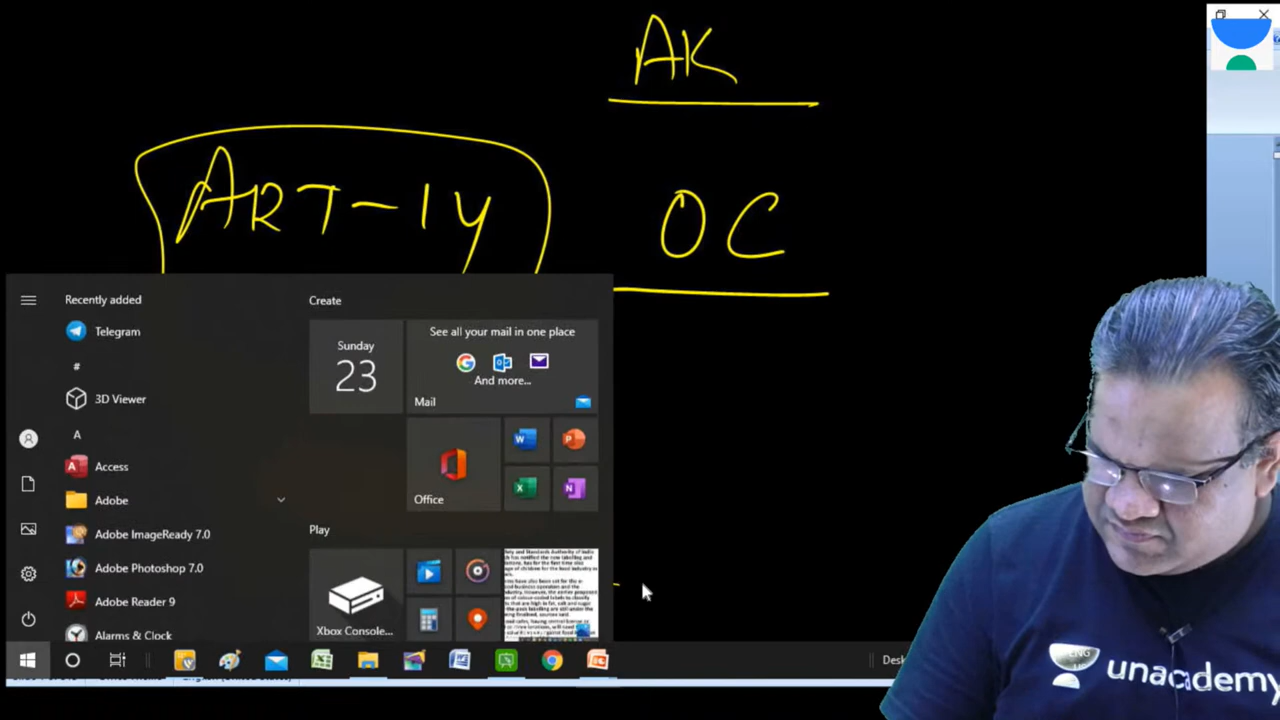 AK
ART-14
OC
Recently added
Telegram
#
3D Viewer
A
Access
Adobe
Adobe ImageReady 7.0
Adobe Photoshop 7.0
Adobe Reader 9
Alarms & Clock
Create
Sunday
23
See all your mail in one place
And more...
Mail
Office
Play
Xbox Console...
Desk
unacademy